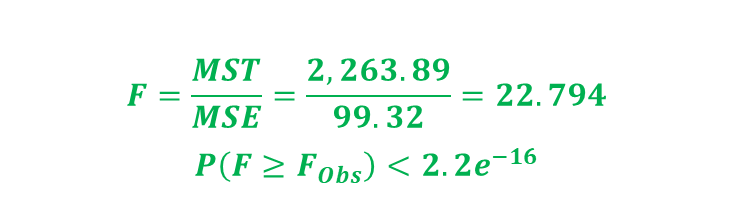 F = MST/MSE = 2,263.89/99.32 = 22.794
P(F ≥ F_Obs) < 2.2e^−16